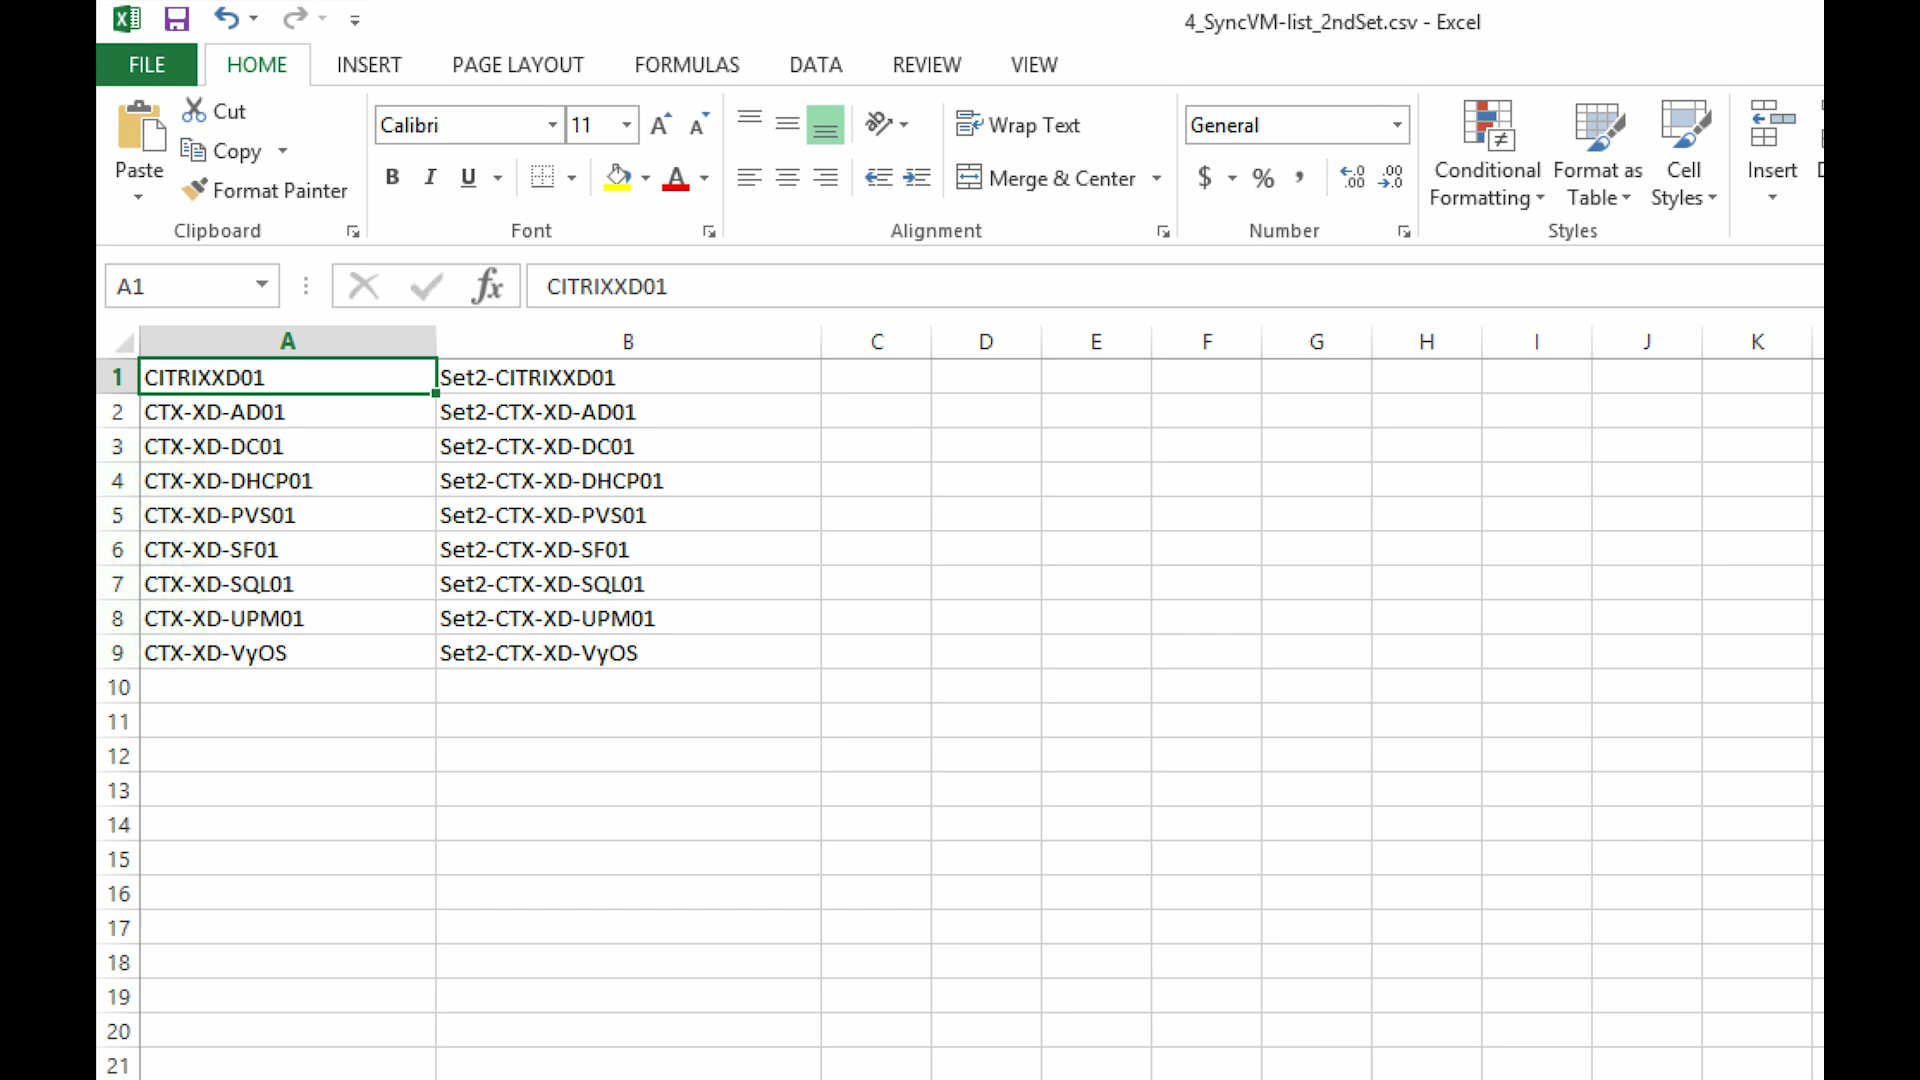 4_SyncVM-list_2ndSet.csv - Excel
FILE HOME INSERT PAGE LAYOUT FORMULAS DATA REVIEW VIEW
Paste
Cut
Copy
Format Painter
Clipboard
Calibri 11
B I U A
Font
Wrap Text
Merge & Center
Alignment
General
$ % , .00 .00
Number
Conditional Formatting
Format as Table
Cell Styles
Styles
Insert
A1 fx CITRIXXD01
A B C D E F G H I J K
1 CITRIXXD01 Set2-CITRIXXD01
2 CTX-XD-AD01 Set2-CTX-XD-AD01
3 CTX-XD-DC01 Set2-CTX-XD-DC01
4 CTX-XD-DHCP01 Set2-CTX-XD-DHCP01
5 CTX-XD-PVS01 Set2-CTX-XD-PVS01
6 CTX-XD-SF01 Set2-CTX-XD-SF01
7 CTX-XD-SQL01 Set2-CTX-XD-SQL01
8 CTX-XD-UPM01 Set2-CTX-XD-UPM01
9 CTX-XD-VyOS Set2-CTX-XD-VyOS
10
11
12
13
14
15
16
17
18
19
20
21